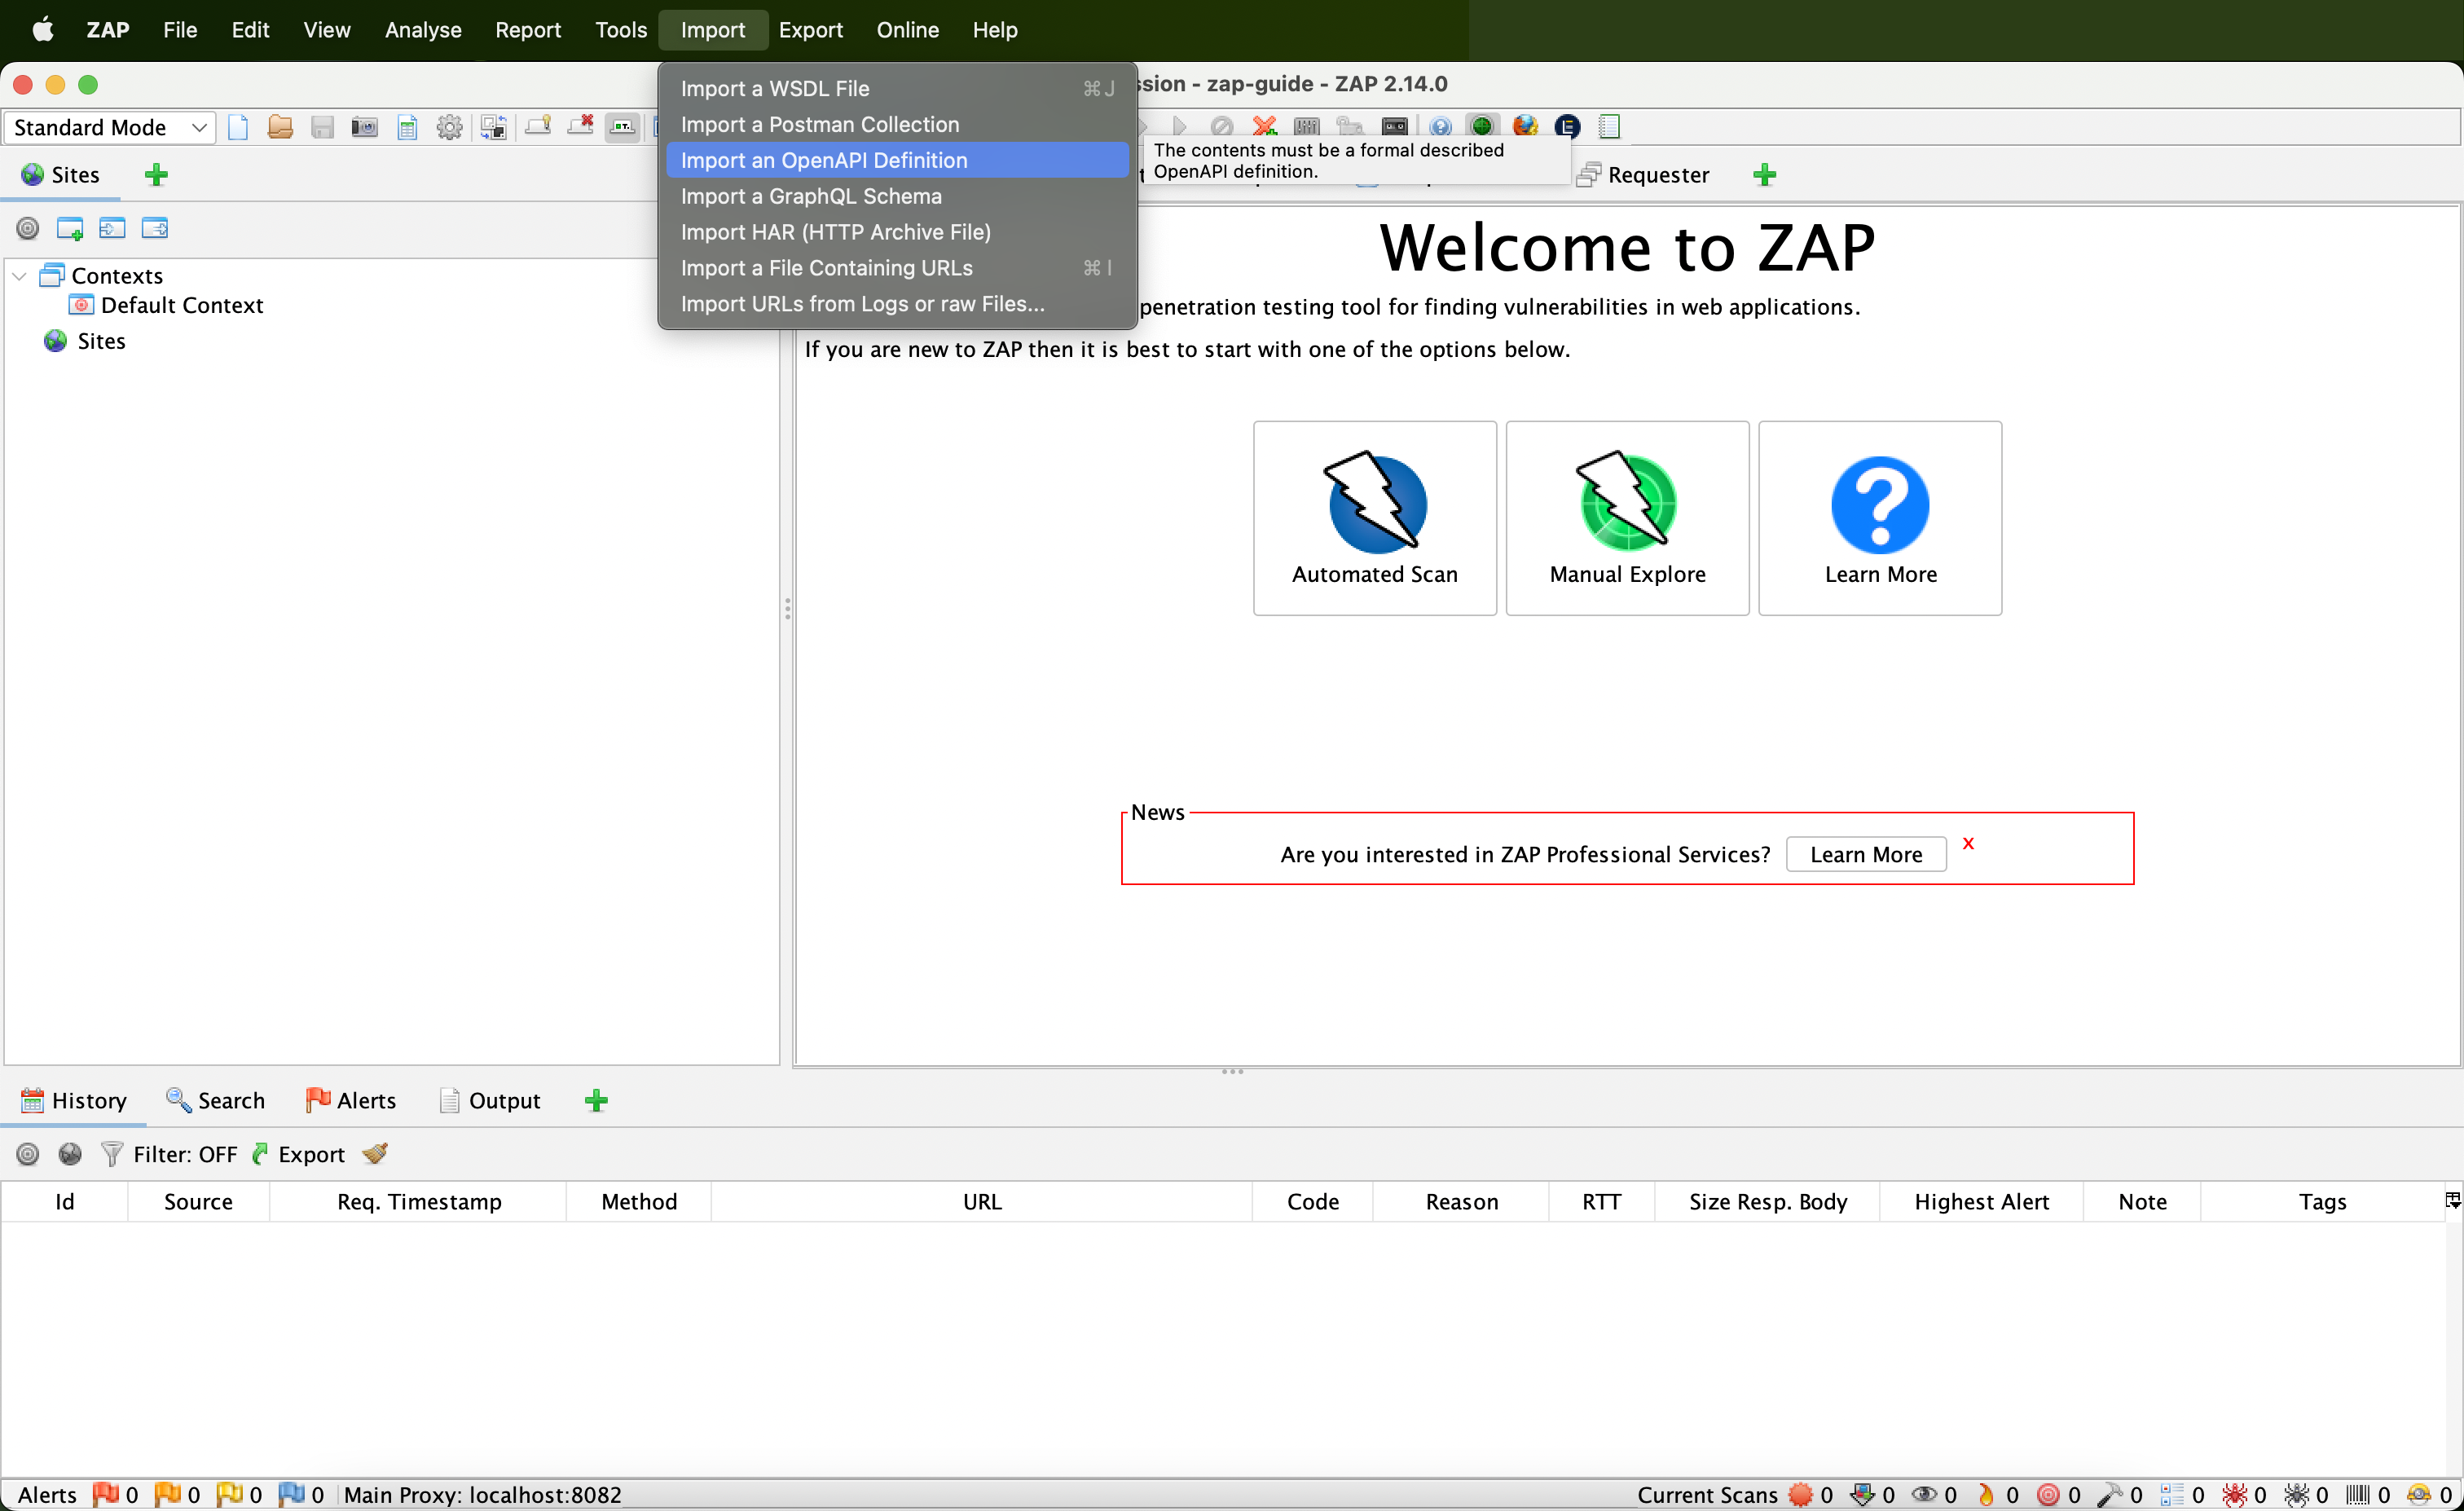 ZAP File Edit View Analyse Report Tools Import Export Online Help
ssion - zap-guide - ZAP 2.14.0
Import a WSDL File ⌘J
Import a Postman Collection
Import an OpenAPI Definition
Import a GraphQL Schema
Import HAR (HTTP Archive File)
Import a File Containing URLs ⌘I
Import URLs from Logs or raw Files...
Standard Mode
The contents must be a formal described
OpenAPI definition.
Sites
Requester
Contexts
Default Context
Sites
Welcome to ZAP
penetration testing tool for finding vulnerabilities in web applications.
If you are new to ZAP then it is best to start with one of the options below.
Automated Scan Manual Explore Learn More
News
Are you interested in ZAP Professional Services? Learn More x
History Search Alerts Output
Filter: OFF Export
Id Source Req. Timestamp Method URL Code Reason RTT Size Resp. Body Highest Alert Note Tags
Alerts 0 0 0 0 Main Proxy: localhost:8082 Current Scans 0 0 0 0 0 0 0 0 0 0 0